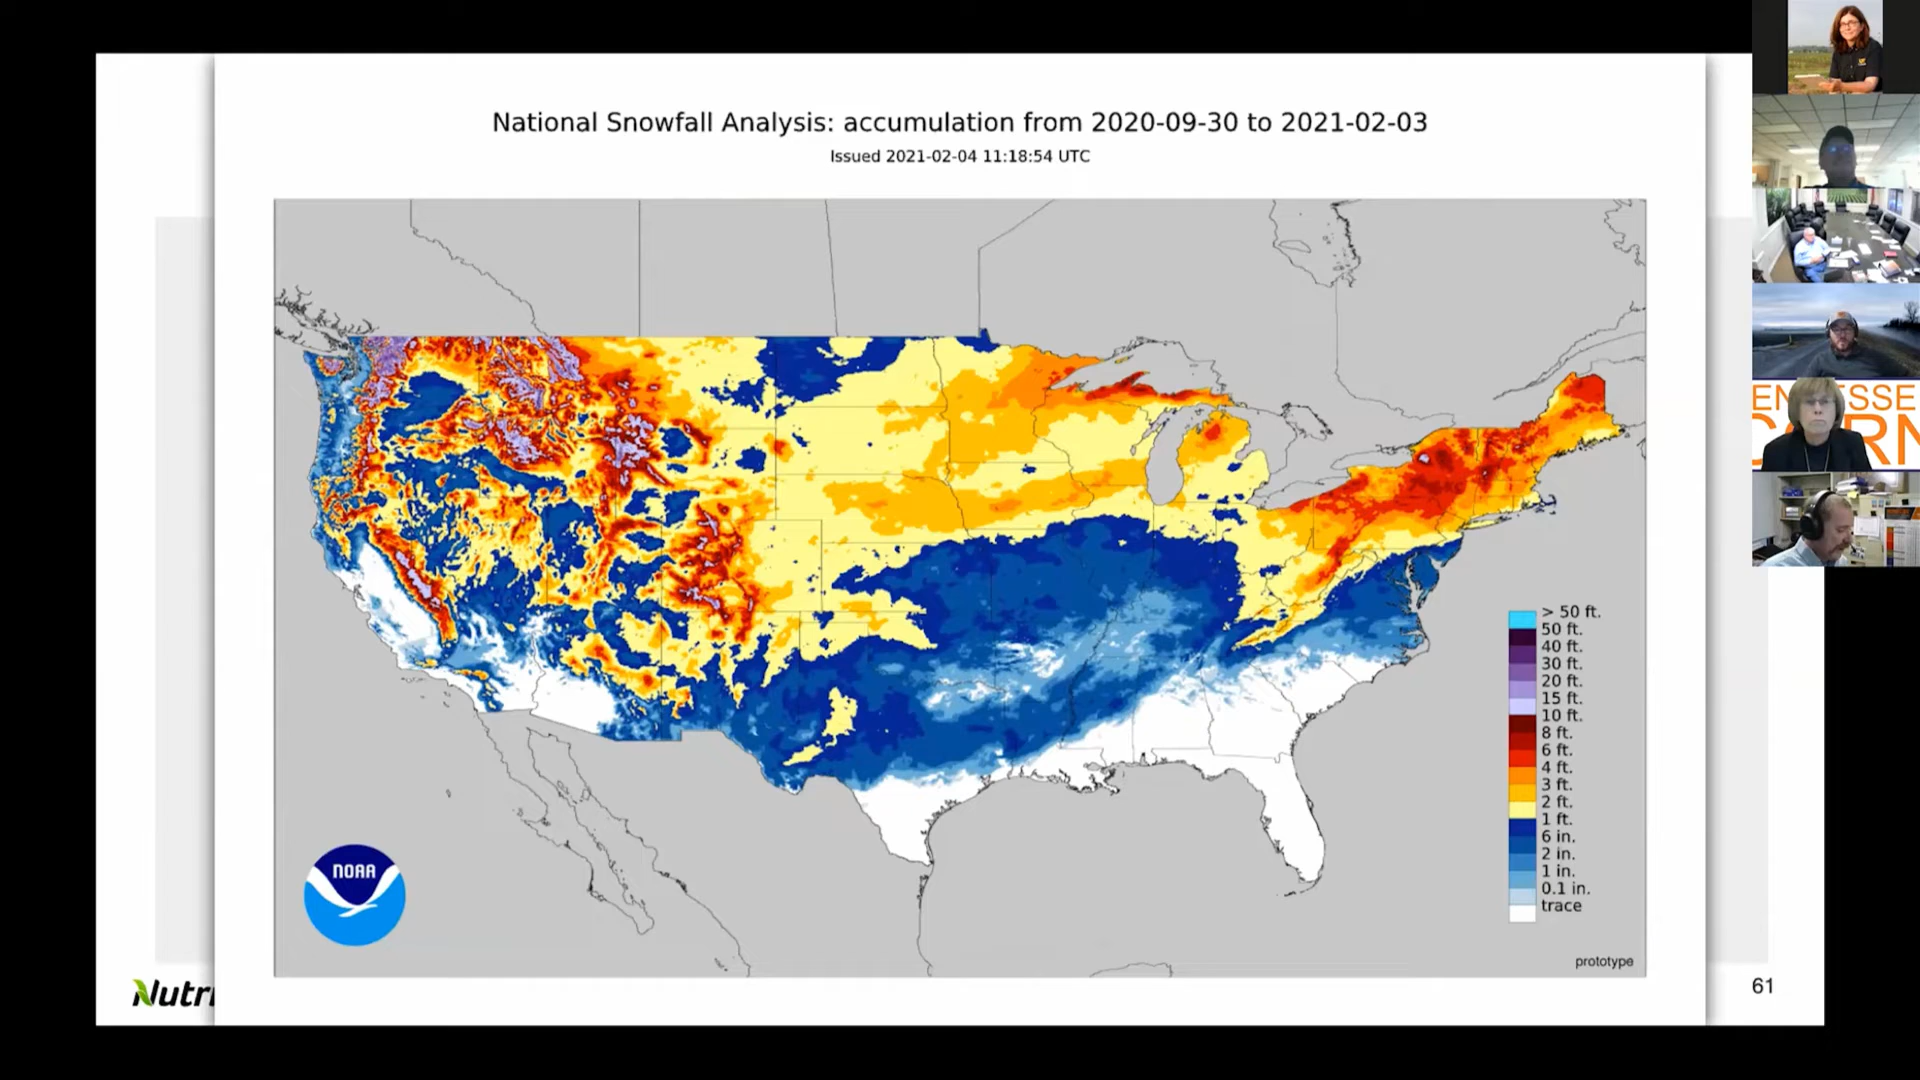 National Snowfall Analysis: accumulation from 2020-09-30 to 2021-02-03
Issued 2021-02-04 11:18:54 UTC
> 50 ft.
50 ft.
40 ft.
30 ft.
20 ft.
15 ft.
10 ft.
8 ft.
6 ft.
4 ft.
3 ft.
2 ft.
1 ft.
6 in.
2 in.
1 in.
0.1 in.
trace
NOAA
prototype
Nutri
61